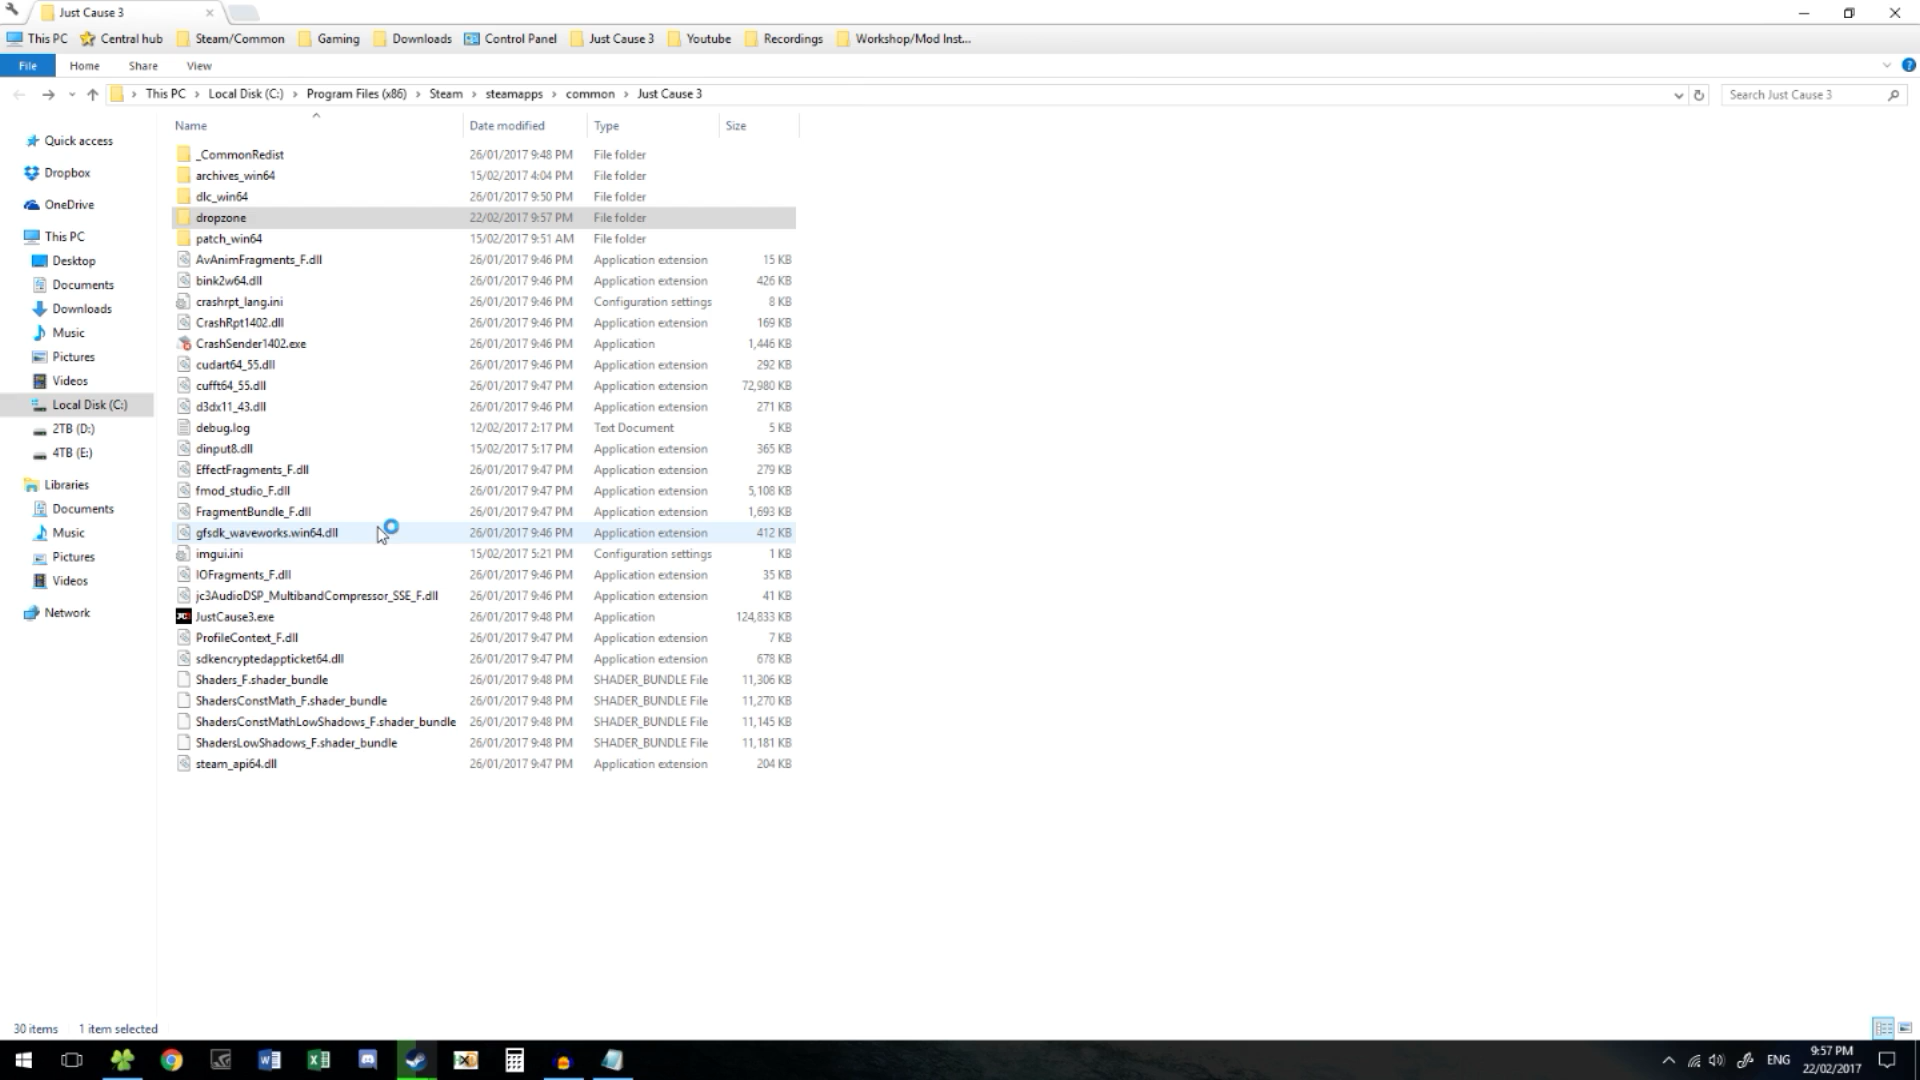 Just Cause 3
This PC Central hub Steam/Common Gaming Downloads Control Panel Just Cause 3 Youtube Recordings Workshop/Mod Inst...
File Home Share View
This PC > Local Disk (C:) > Program Files (x86) > Steam > steamapps > common > Just Cause 3
Search Just Cause 3
Quick access
Dropbox
OneDrive
This PC
Desktop
Documents
Downloads
Music
Pictures
Videos
Local Disk (C:)
2TB (D:)
4TB (E:)
Libraries
Documents
Music
Pictures
Videos
Network
Name Date modified Type Size
_CommonRedist 26/01/2017 9:48 PM File folder
archives_win64 15/02/2017 4:04 PM File folder
dlc_win64 26/01/2017 9:50 PM File folder
dropzone 22/02/2017 9:57 PM File folder
patch_win64 15/02/2017 9:51 AM File folder
AvAnimFragments_F.dll 26/01/2017 9:46 PM Application extension 15 KB
bink2w64.dll 26/01/2017 9:46 PM Application extension 426 KB
crashrpt_lang.ini 26/01/2017 9:46 PM Configuration settings 8 KB
CrashRpt1402.dll 26/01/2017 9:46 PM Application extension 169 KB
CrashSender1402.exe 26/01/2017 9:46 PM Application 1,446 KB
cudart64_55.dll 26/01/2017 9:46 PM Application extension 292 KB
cufft64_55.dll 26/01/2017 9:47 PM Application extension 72,980 KB
d3dx11_43.dll 26/01/2017 9:46 PM Application extension 271 KB
debug.log 12/02/2017 2:17 PM Text Document 5 KB
dinput8.dll 15/02/2017 5:17 PM Application extension 365 KB
EffectFragments_F.dll 26/01/2017 9:47 PM Application extension 279 KB
fmod_studio_F.dll 26/01/2017 9:47 PM Application extension 5,108 KB
FragmentBundle_F.dll 26/01/2017 9:47 PM Application extension 1,693 KB
gfsdk_waveworks.win64.dll 26/01/2017 9:46 PM Application extension 412 KB
imgui.ini 15/02/2017 5:21 PM Configuration settings 1 KB
IOFragments_F.dll 26/01/2017 9:46 PM Application extension 35 KB
jc3AudioDSP_MultibandCompressor_SSE_F.dll 26/01/2017 9:46 PM Application extension 41 KB
JustCause3.exe 26/01/2017 9:48 PM Application 124,833 KB
ProfileContext_F.dll 26/01/2017 9:47 PM Application extension 7 KB
sdkencryptedappticket64.dll 26/01/2017 9:47 PM Application extension 678 KB
Shaders_F.shader_bundle 26/01/2017 9:48 PM SHADER_BUNDLE File 11,306 KB
ShadersConstMath_F.shader_bundle 26/01/2017 9:48 PM SHADER_BUNDLE File 11,270 KB
ShadersConstMathLowShadows_F.shader_bundle 26/01/2017 9:48 PM SHADER_BUNDLE File 11,145 KB
ShadersLowShadows_F.shader_bundle 26/01/2017 9:48 PM SHADER_BUNDLE File 11,181 KB
steam_api64.dll 26/01/2017 9:47 PM Application extension 204 KB
30 items 1 item selected
ENG
9:57 PM
22/02/2017